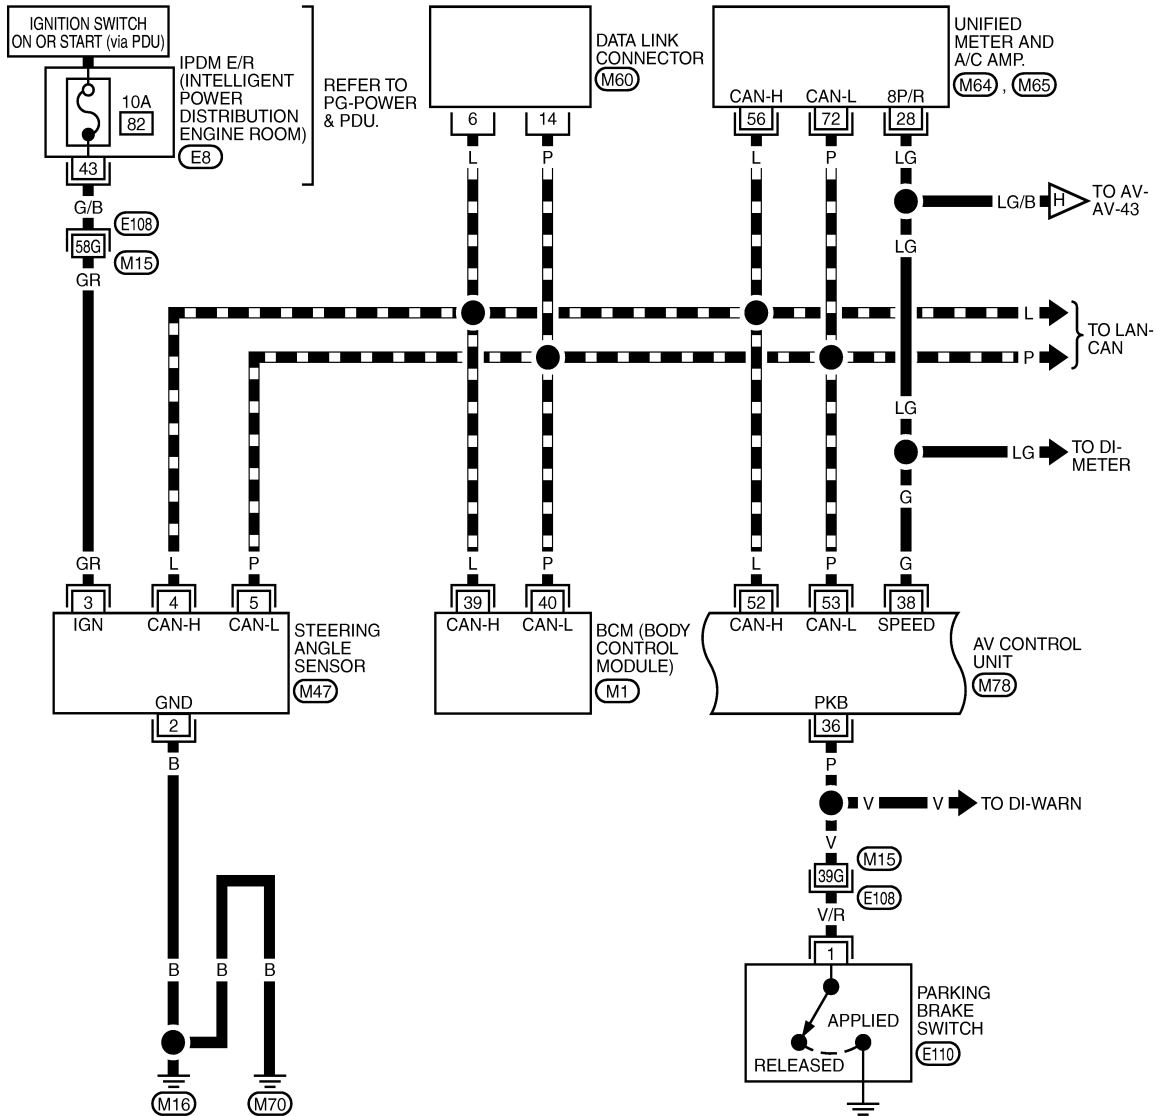 IGNITION SWITCH
ON OR START (via PDU)
IPDM E/R
(INTELLIGENT
POWER
DISTRIBUTION
ENGINE ROOM)
E8
10A
82
43
REFER TO
PG-POWER
& PDU.
DATA LINK
CONNECTOR
M60
6
14
UNIFIED
METER AND
A/C AMP.
M64 , M65
CAN-H
CAN-L
8P/R
56
72
28
L
P
L
P
LG
G/B
E108
58G
M15
GR
LG/B
H
TO AV-
AV-43
LG
L
P
TO LAN-
CAN
LG
LG
TO DI-
METER
G
GR
L
P
L
P
L
P
G
3
4
5
39
40
52
53
38
IGN
CAN-H
CAN-L
STEERING
ANGLE
SENSOR
M47
GND
2
CAN-H
CAN-L
BCM (BODY
CONTROL
MODULE)
M1
CAN-H
CAN-L
SPEED
AV CONTROL
UNIT
M78
PKB
36
B
P
V
V
TO DI-WARN
V
M15
39G
E108
V/R
1
B
B
B
PARKING
BRAKE
SWITCH
E110
APPLIED
RELEASED
M16
M70